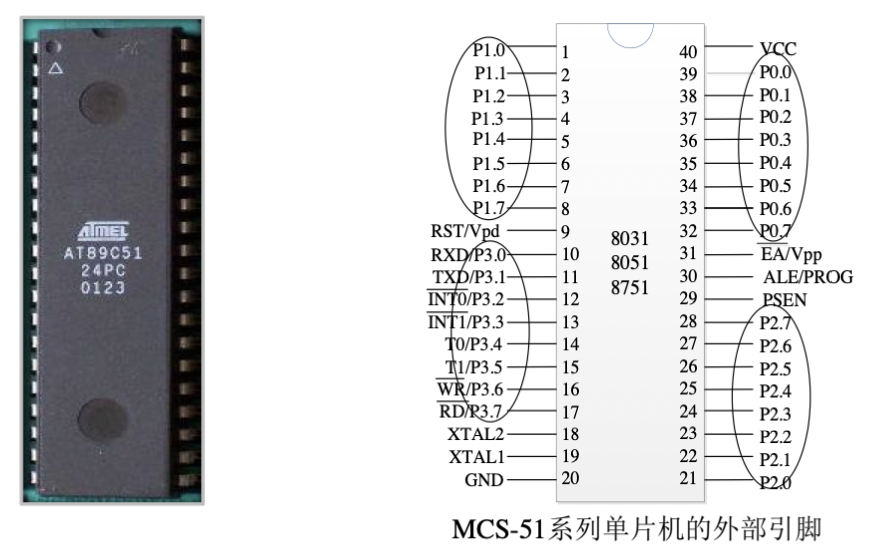 ATMEL
AT89C51
24PC
0123
P1.0 1
P1.1 2
P1.2 3
P1.3 4
P1.4 5
P1.5 6
P1.6 7
P1.7 8
RST/Vpd 9
RXD/P3.0 10
TXD/P3.1 11
INT0/P3.2 12
INT1/P3.3 13
T0/P3.4 14
T1/P3.5 15
WR/P3.6 16
RD/P3.7 17
XTAL2 18
XTAL1 19
GND 20
8031
8051
8751
40 VCC
39 P0.0
38 P0.1
37 P0.2
36 P0.3
35 P0.4
34 P0.5
33 P0.6
32 P0.7
31 EA/Vpp
30 ALE/PROG
29 PSEN
28 P2.7
27 P2.6
26 P2.5
25 P2.4
24 P2.3
23 P2.2
22 P2.1
21 P2.0
MCS-51系列单片机的外部引脚